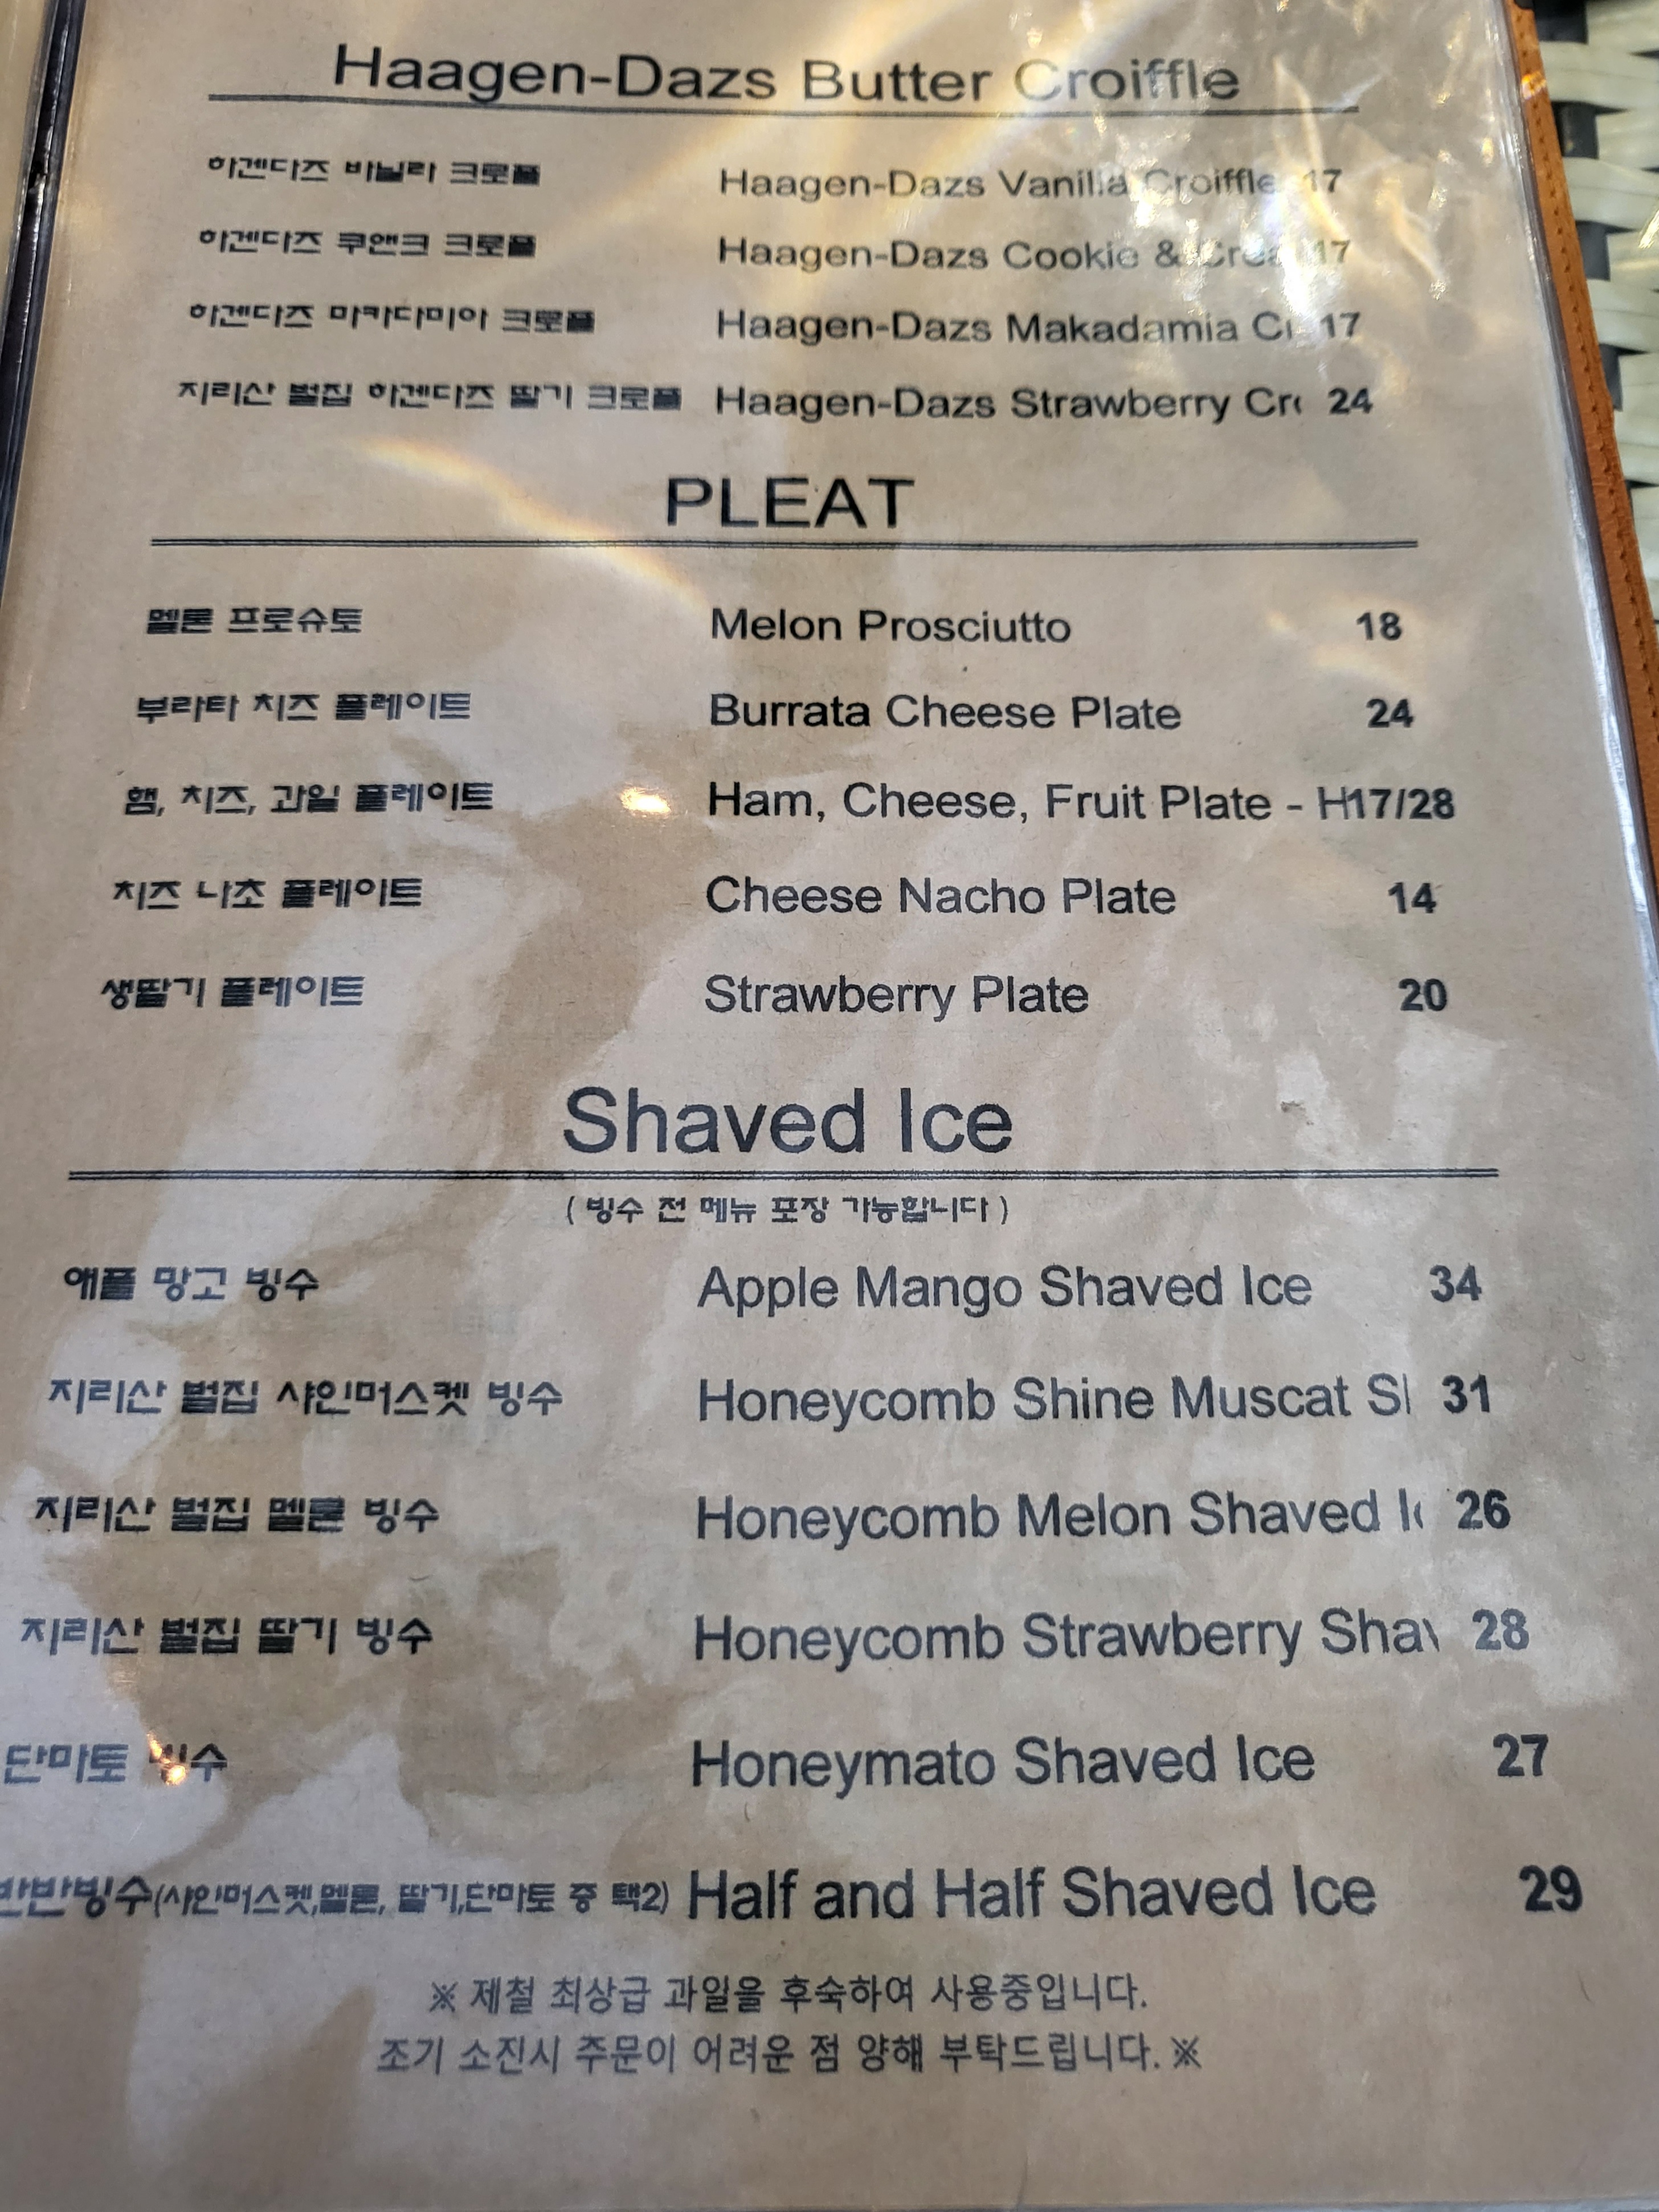 Haagen-Dazs Butter Croiffle
하겐다즈 바닐라 크로플 Haagen-Dazs Vanilla Croiffle 17
하겐다즈 쿠앤크 크로플 Haagen-Dazs Cookie & Crea 17
하겐다즈 마카다미아 크로플 Haagen-Dazs Makadamia Cr 17
지리산 벌집 하겐다즈 딸기 크로플 Haagen-Dazs Strawberry Cro 24
PLEAT
멜론 프로슈토 Melon Prosciutto 18
부라타 치즈 플레이트 Burrata Cheese Plate 24
햄, 치즈, 과일 플레이트 Ham, Cheese, Fruit Plate - H17/28
치즈 나초 플레이트 Cheese Nacho Plate 14
생딸기 플레이트 Strawberry Plate 20
Shaved Ice
( 빙수 전 메뉴 포장 가능합니다 )
애플 망고 빙수 Apple Mango Shaved Ice 34
지리산 벌집 샤인머스켓 빙수 Honeycomb Shine Muscat Sl 31
지리산 벌집 멜론 빙수 Honeycomb Melon Shaved Ic 26
지리산 벌집 딸기 빙수 Honeycomb Strawberry Shav 28
단마토 빙수 Honeymato Shaved Ice 27
반반빙수(샤인머스켓,멜론, 딸기,단마토 중 택2) Half and Half Shaved Ice 29
※ 제철 최상급 과일을 후숙하여 사용중입니다.
조기 소진시 주문이 어려운 점 양해 부탁드립니다. ※